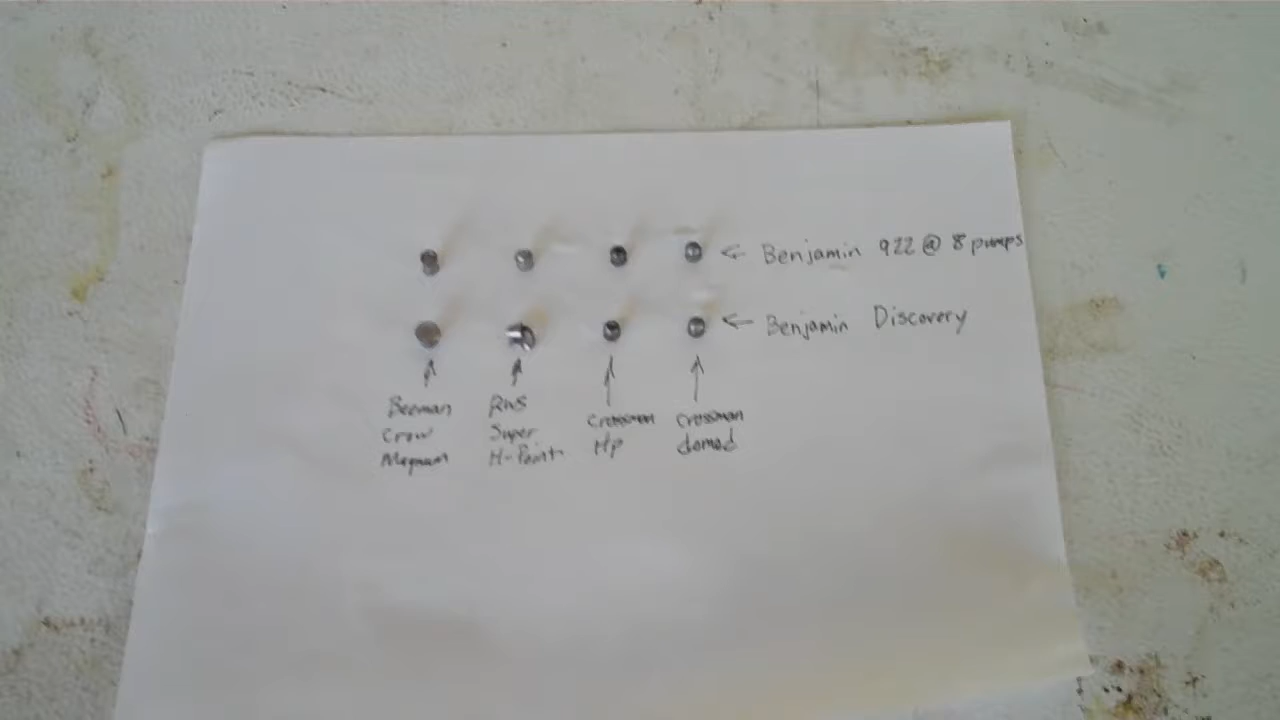 ← Benjamin 922 @ 8 pumps
← Benjamin Discovery
Beeman
Crow
Magnum
RWS
Super
H-Point
Crossman
Hp
Crossman
domed